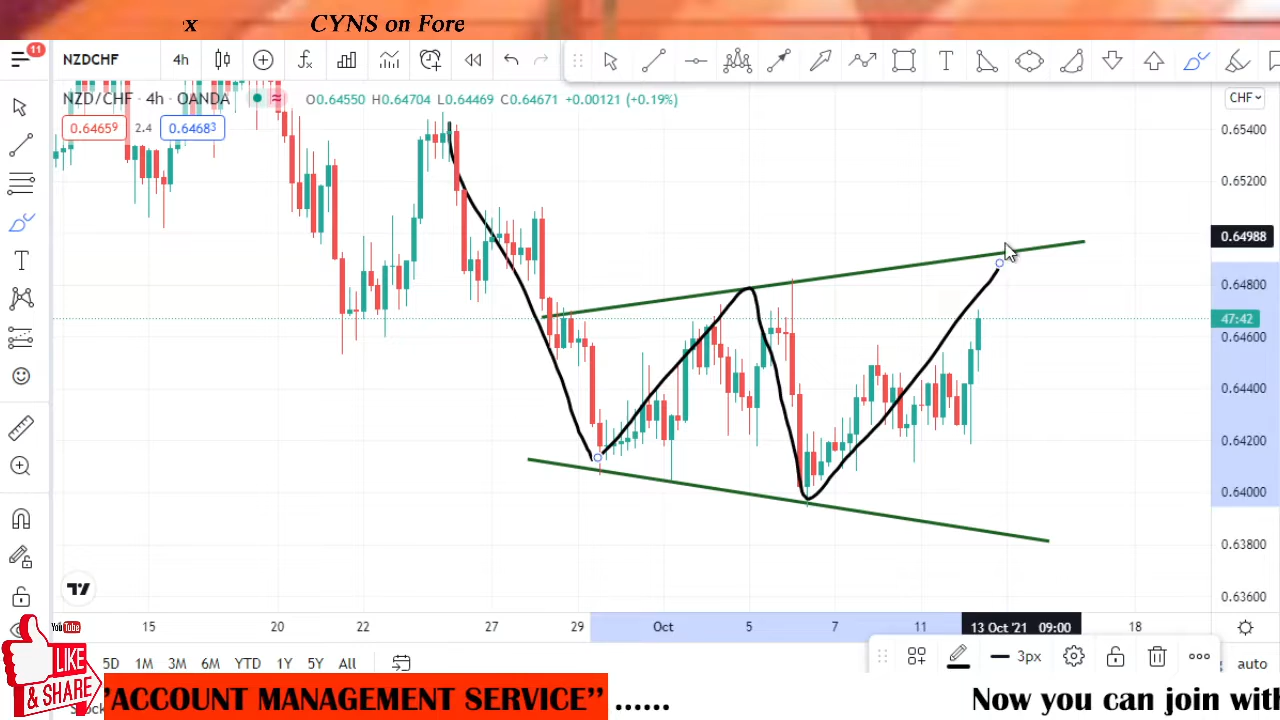 x CYNS on Fore
11
NZDCHF 4h
NZD/CHF · 4h · OANDA O0.64550 H0.64704 L0.64469 C0.64671 +0.00121 (+0.19%)
CHF
0.64659 2.4 0.64683
0.65400
0.65200
0.64988
0.64800
47:42
0.64600
0.64400
0.64200
0.64000
0.63800
0.63600
15 20 22 27 29 Oct 5 7 11 13 Oct '21 09:00 18
You Tube
LIKE
& SHARE
5D 1M 3M 6M YTD 1Y 5Y All
3px
auto
"ACCOUNT MANAGEMENT SERVICE" ...... Now you can join with